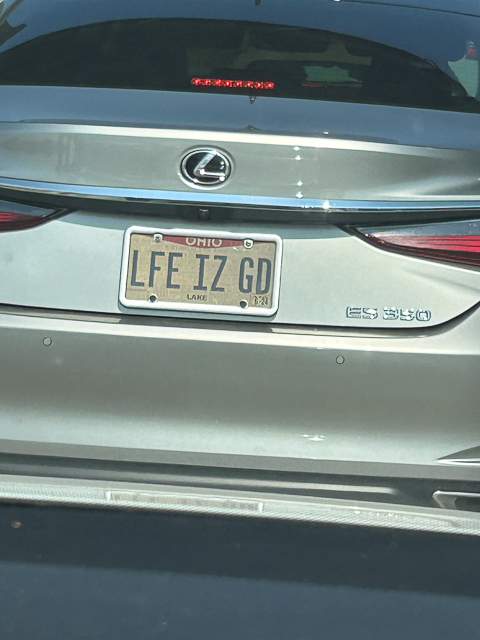 OHIO
LFE IZ GD
LAKE
ES 350